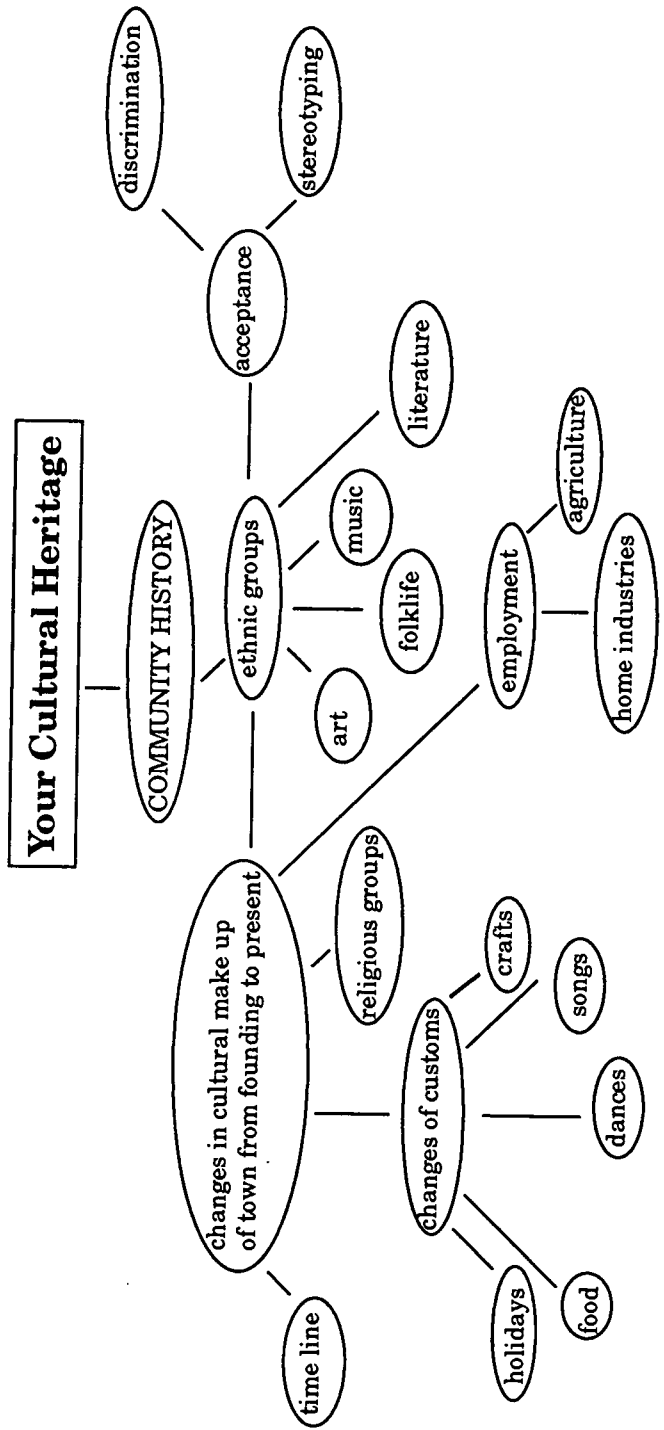 Your Cultural Heritage
COMMUNITY HISTORY
ethnic groups
acceptance
discrimination
stereotyping
literature
music
folklife
art
changes in cultural make up
of town from founding to present
time line
religious groups
changes of customs
holidays
food
dances
songs
crafts
employment
agriculture
home industries